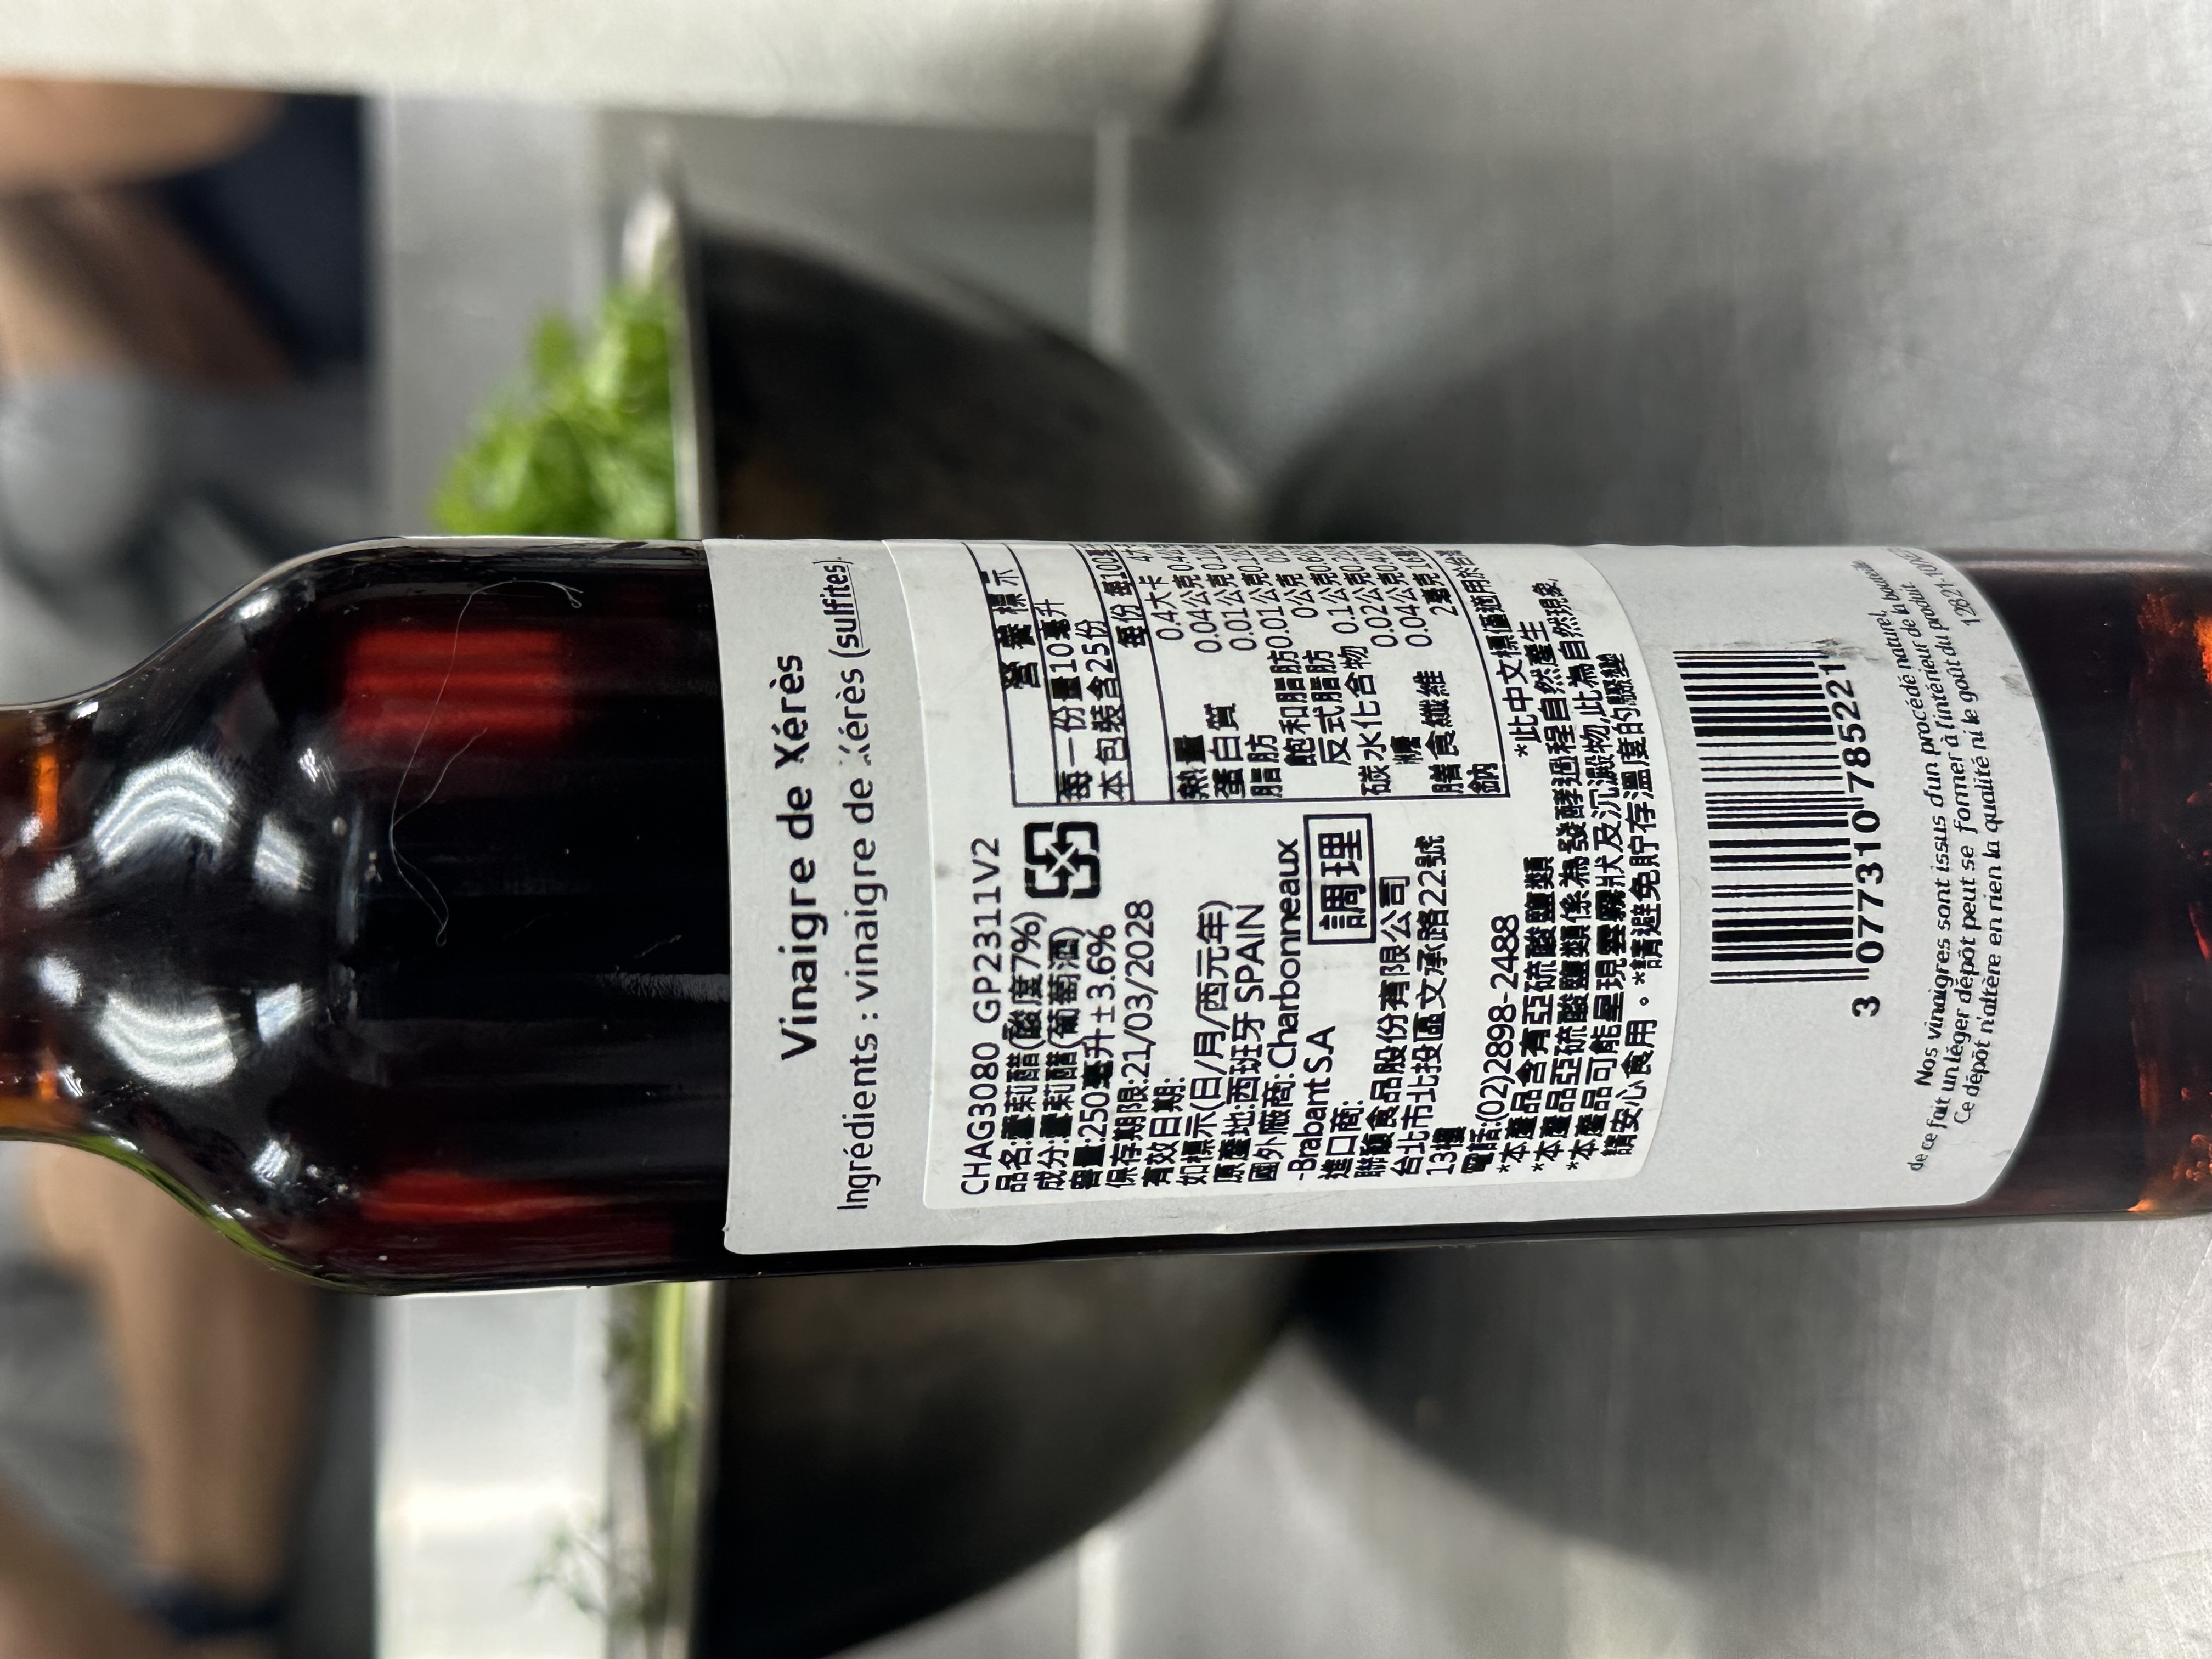 Vinaigre de Xérès
Ingrédients : vinaigre de Xérès (sulfites).
CHAG3080 GP2311V2
品名:雪莉醋(酸度7%)
成分:雪莉醋(葡萄酒)
容量:250毫升±3.6%
保存期限:21/03/2028
有效日期:
如標示(日/月/西元年)
原產地:西班牙 SPAIN
國外廠商:Charbonneaux
-Brabant S.A
進口商:
聯馥食品股份有限公司
台北市北投區文承路22號
13樓
電話:(02)2898-2488
調理
營養標示
每一份量10毫升
本包裝含25份
每份 每100
熱量 0.4大卡
蛋白質 0.04公克
脂肪 0.01公克
飽和脂肪0.01公克
反式脂肪 0公克
碳水化合物 0.1公克
糖 0.02公克
膳食纖維 0.04公克
鈉 2毫克
*此中文標僅適用於台灣
*本產品含有亞硫酸鹽類 *此中文
*本產品亞硫酸鹽類係為發酵過程自然產生
*本產品可能呈現雲霧狀及沉澱物,此為自然現象,
請安心食用。*請避免貯存溫度的驟變
3 077310 785221
Nos vinaigres sont issus d'un procédé naturel,
de ce fait un léger dépôt peut se former à l'intérieur de la bouteille.
Ce dépôt n'altère en rien la qualité ni le goût du produit.